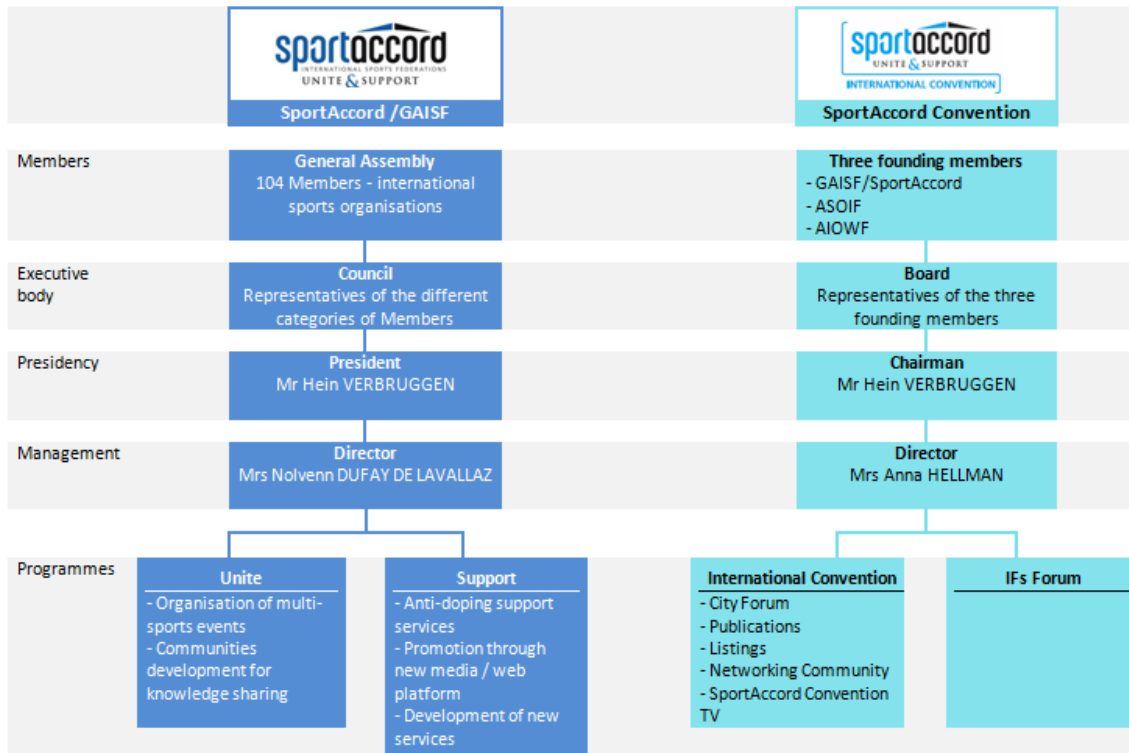 sportaccord
INTERNATIONAL SPORTS FEDERATIONS
UNITE & SUPPORT
SportAccord /GAISF
sportaccord
UNITE & SUPPORT
INTERNATIONAL CONVENTION
SportAccord Convention
Members
General Assembly
104 Members - international
sports organisations
Three founding members
- GAISF/SportAccord
- ASOIF
- AIOWF
Executive
body
Council
Representatives of the different
categories of Members
Board
Representatives of the three
founding members
Presidency
President
Mr Hein VERBRUGGEN
Chairman
Mr Hein VERBRUGGEN
Management
Director
Mrs Nolvenn DUFAY DE LAVALLAZ
Director
Mrs Anna HELLMAN
Programmes
Unite
- Organisation of multi-
sports events
- Communities
development for
knowledge sharing
Support
- Anti-doping support
services
- Promotion through
new media / web
platform
- Development of new
services
International Convention
- City Forum
- Publications
- Listings
- Networking Community
- SportAccord Convention
TV
IFs Forum